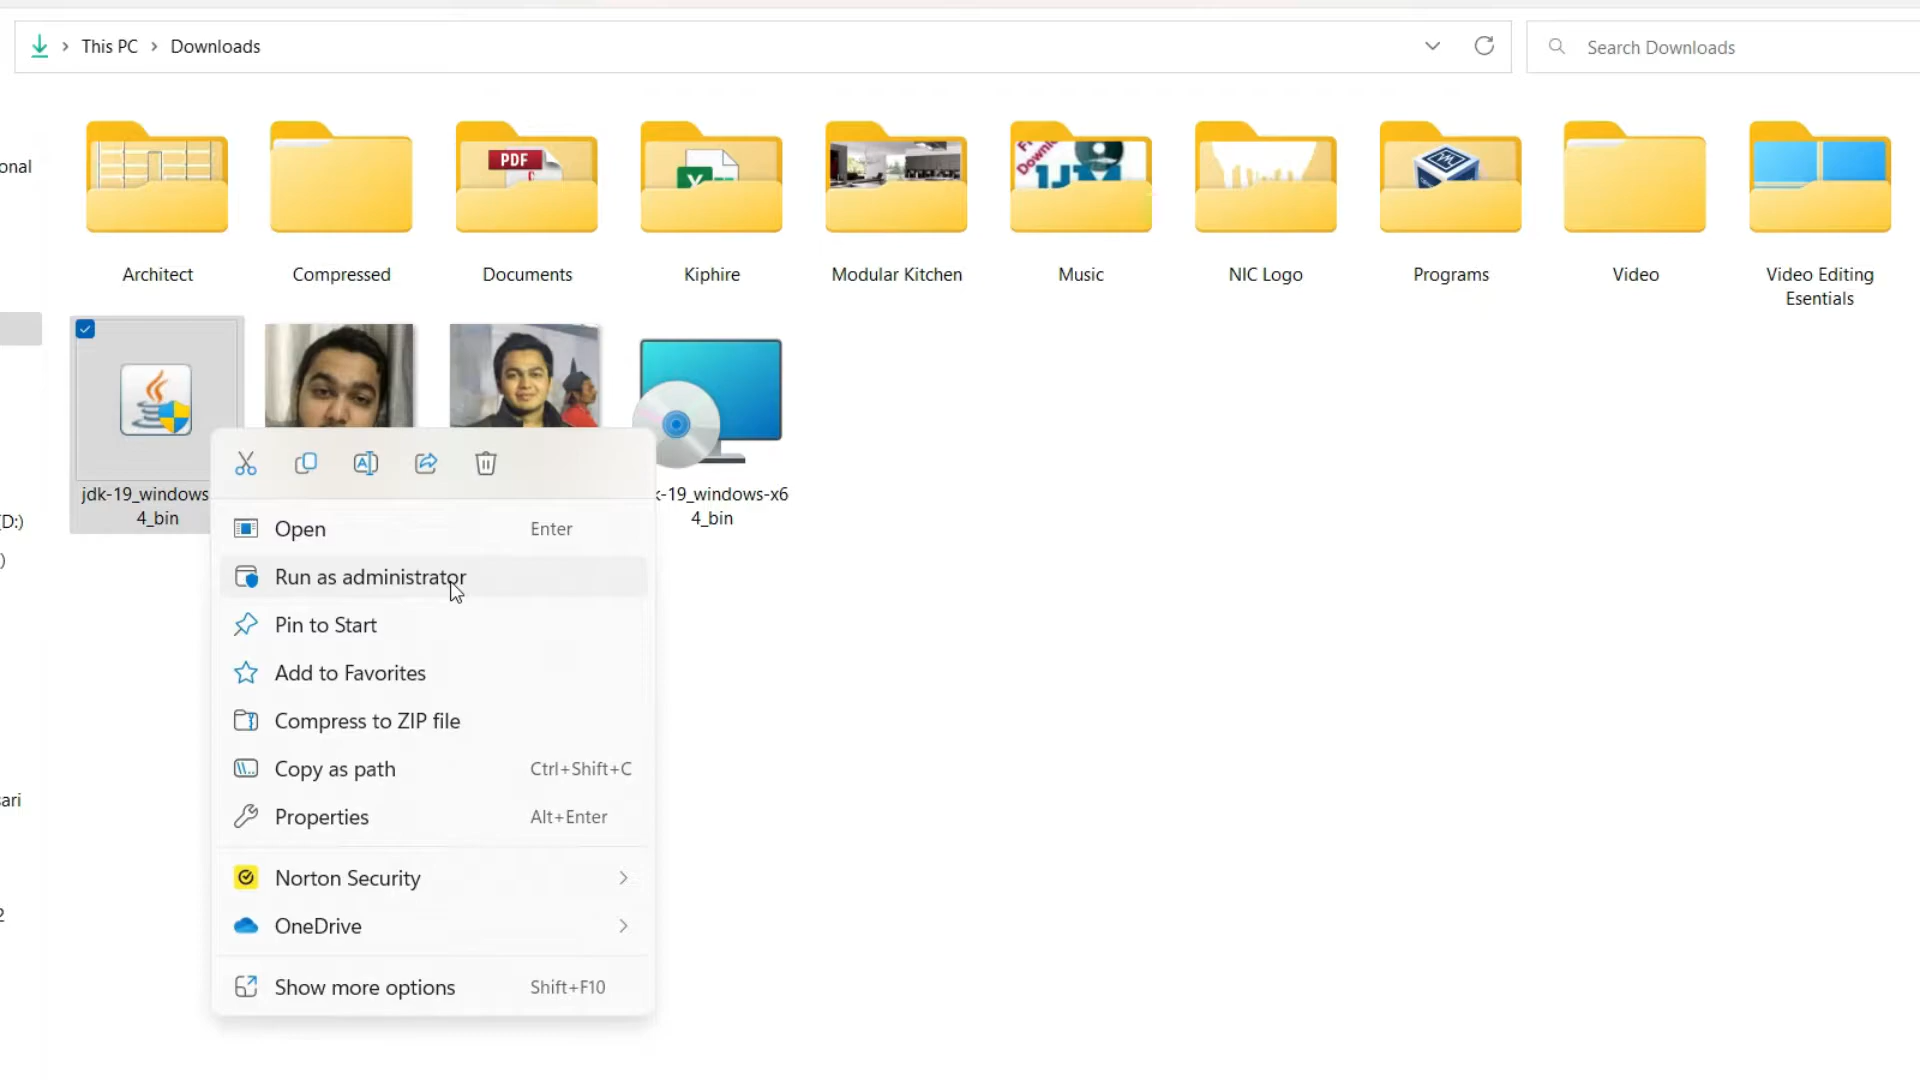 This PC
Downloads
Search Downloads
onal
PDF
Architect
Compressed
Documents
Kiphire
Modular Kitchen
Music
NIC Logo
Programs
Video
Video Editing
Esentials
jdk-19_windows
4_bin
k-19_windows-x6
4_bin
D:)
)
Open Enter
Run as administrator
Pin to Start
Add to Favorites
Compress to ZIP file
Copy as path Ctrl+Shift+C
Properties Alt+Enter
sari
Norton Security
2
OneDrive
Show more options Shift+F10